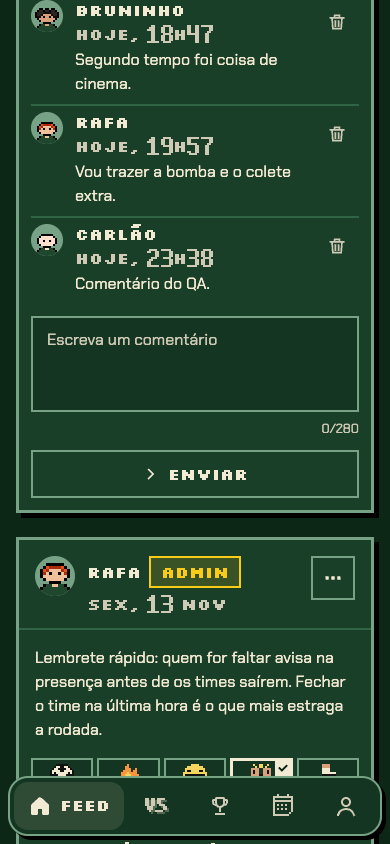 BRUNINHO
HOJE, 18H47
Segundo tempo foi coisa de
cinema.
RAFA
HOJE, 19H57
Vou trazer a bomba e o colete
extra.
CARLÃO
HOJE, 23H38
Comentário do QA.
Escreva um comentário
0/280
> ENVIAR
RAFA ADMIN
SEX, 13 NOV
Lembrete rápido: quem for faltar avisa na
presença antes de os times saírem. Fechar
o time na última hora é o que mais estraga
a rodada.
FEED VS